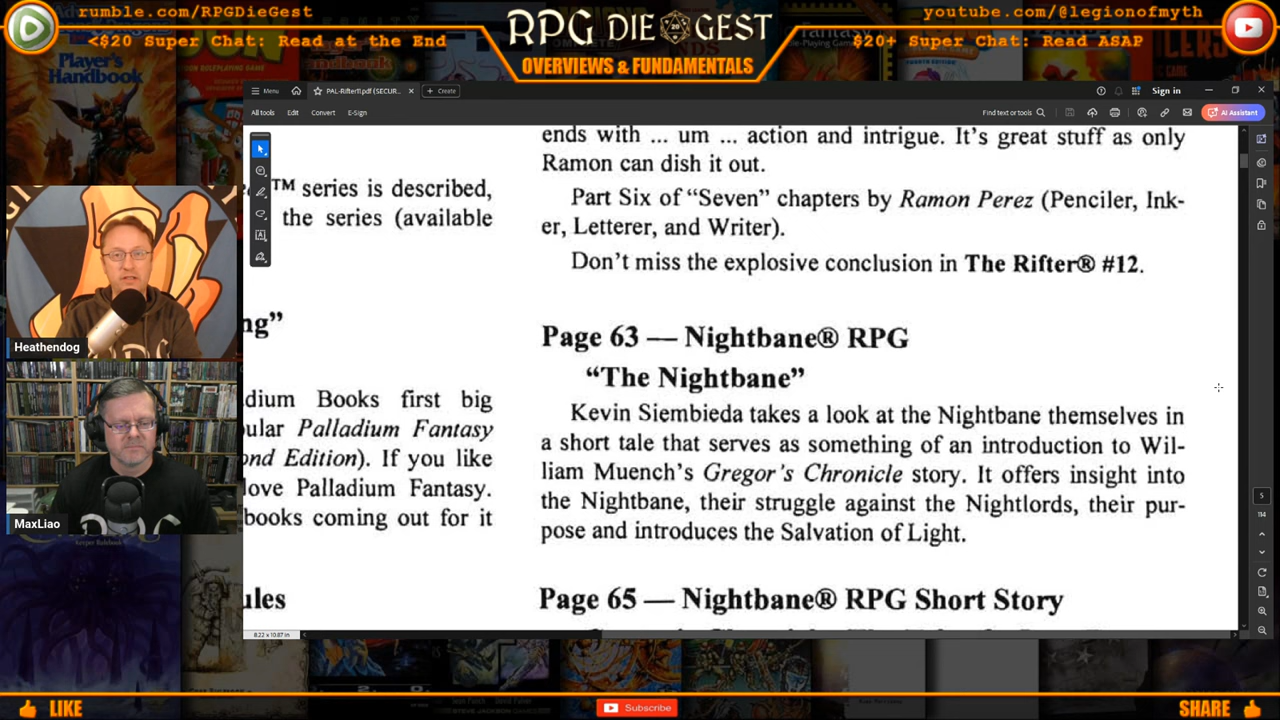 rumble.com/RPGDieGest
<$20 Super Chat: Read at the End
RPG DIE GEST
OVERVIEWS & FUNDAMENTALS
youtube.com/@legionofmyth
$20+ Super Chat: Read ASAP
Player's
Handbook
Menu
PAL-Rifter11.pdf (SECUR...
+ Create
Sign in
All tools
Edit
Convert
E-Sign
Find text or tools
AI Assistant
™ series is described,
the series (available
ng”
dium Books first big
ular Palladium Fantasy
ond Edition). If you like
love Palladium Fantasy.
books coming out for it
ules
ends with ... um ... action and intrigue. It's great stuff as only
Ramon can dish it out.
Part Six of “Seven” chapters by Ramon Perez (Penciler, Ink-
er, Letterer, and Writer).
Don't miss the explosive conclusion in The Rifter® #12.
Page 63 — Nightbane® RPG
“The Nightbane”
Kevin Siembieda takes a look at the Nightbane themselves in
a short tale that serves as something of an introduction to Wil-
liam Muench's Gregor's Chronicle story. It offers insight into
the Nightbane, their struggle against the Nightlords, their pur-
pose and introduces the Salvation of Light.
Page 65 — Nightbane® RPG Short Story
5
114
8.22 x 10.87 in
Heathendog
MaxLiao
LIKE
Subscribe
SHARE